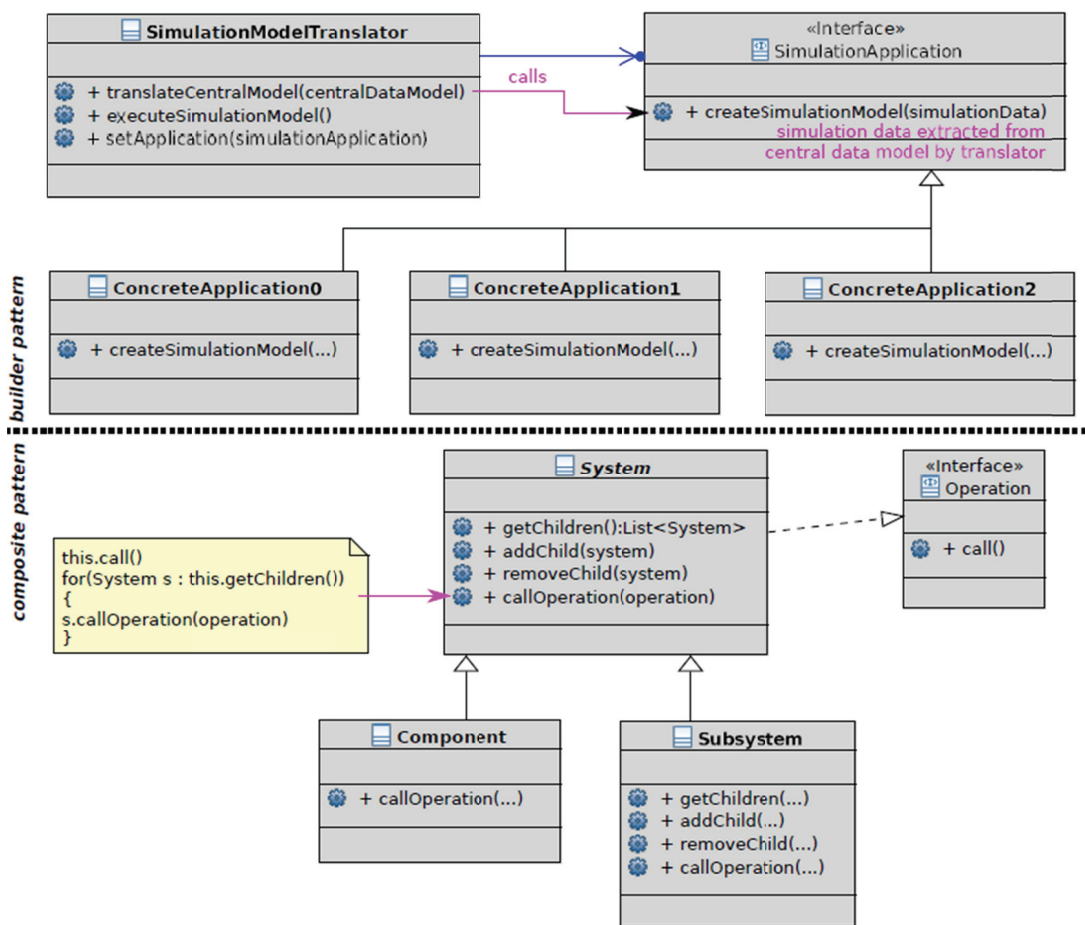 SimulationModelTranslator
+ translateCentralModel(centralDataModel)
+ executeSimulationModel()
+ setApplication(simulationApplication)
calls
«Interface»
SimulationApplication
+ createSimulationModel(simulationData)
simulation data extracted from
central data model by translator
builder pattern
ConcreteApplication0
+ createSimulationModel(...)
ConcreteApplication1
+ createSimulationModel(...)
ConcreteApplication2
+ createSimulationModel(...)
composite pattern
this.call()
for(System s : this.getChildren())
{
s.callOperation(operation)
}
System
+ getChildren():List<System>
+ addChild(system)
+ removeChild(system)
+ callOperation(operation)
«Interface»
Operation
+ call()
Component
+ callOperation(...)
Subsystem
+ getChildren(...)
+ addChild(...)
+ removeChild(...)
+ callOperation(...)